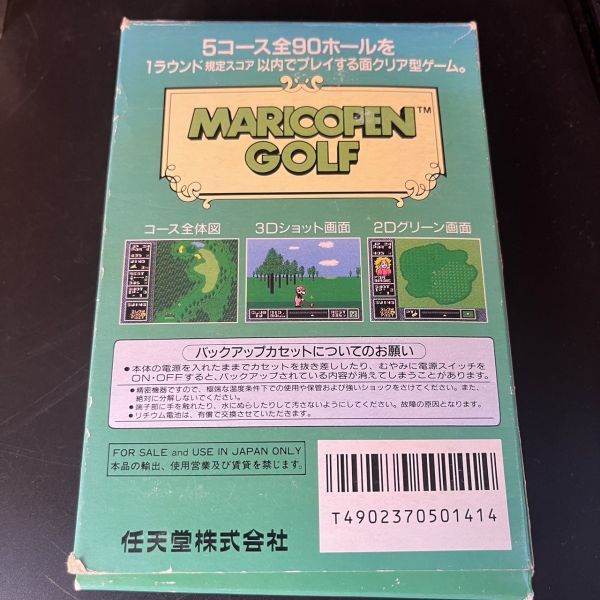 5コース全90ホールを
1ラウンド規定スコア以内でプレイする面クリア型ゲーム。
MARIOOPEN™
GOLF
コース全体図 3Dショット画面 2Dグリーン画面
バックアップカセットについてのお願い
●本体の電源を入れたままでカセットを抜き差ししたり、むやみに電源スイッチを
ON・OFFすると、バックアップされている内容が消えてしまうことがあります。
●精密機器ですので、極端な温度条件下での使用や保管および強いショックをさけてください。また、
絶対に分解しないでください。
●端子部に手を触れたり、水にぬらしたりして汚さないようにしてください。故障の原因となります。
●リチウム電池は、有償で交換させていただきます。
FOR SALE and USE IN JAPAN ONLY
本品の輸出、使用営業及び賃貸を禁じます。
T4902370501414
任天堂株式会社